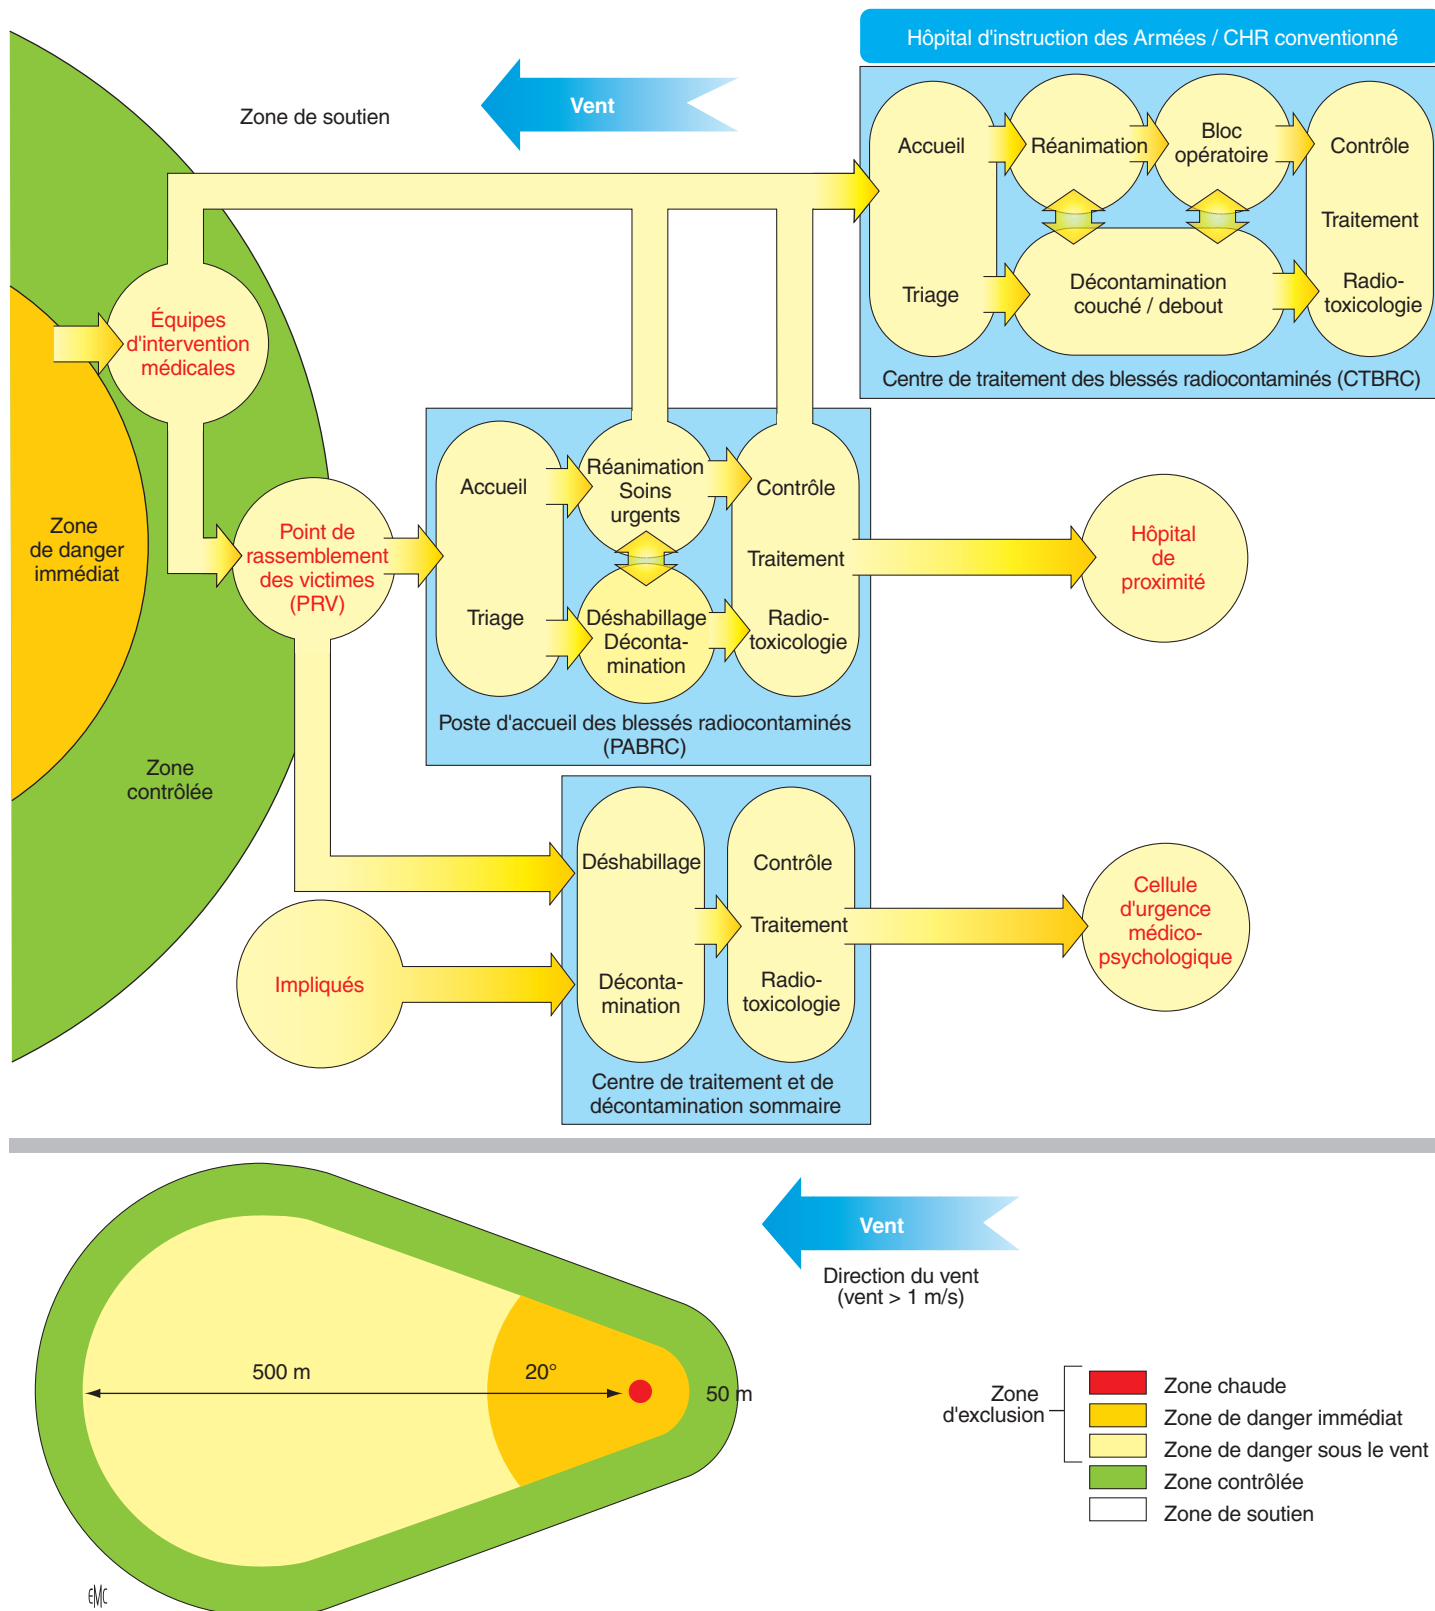 Hôpital d'instruction des Armées / CHR conventionné
Zone de soutien
Vent
Accueil
Réanimation
Bloc
opératoire
Contrôle
Traitement
Triage
Décontamination
couché / debout
Radio-
toxicologie
Centre de traitement des blessés radiocontaminés (CTBRC)
Équipes
d'intervention
médicales
Zone
de danger
immédiat
Point de
rassemblement
des victimes
(PRV)
Accueil
Réanimation
Soins
urgents
Contrôle
Traitement
Triage
Déshabillage
Déconta-
mination
Radio-
toxicologie
Poste d'accueil des blessés radiocontaminés
(PABRC)
Hôpital
de
proximité
Zone
contrôlée
Déshabillage
Contrôle
Traitement
Impliqués
Déconta-
mination
Radio-
toxicologie
Centre de traitement et de
décontamination sommaire
Cellule
d'urgence
médico-
psychologique
Vent
Direction du vent
(vent > 1 m/s)
500 m
20°
50 m
Zone
d'exclusion
Zone chaude
Zone de danger immédiat
Zone de danger sous le vent
Zone contrôlée
Zone de soutien
EMC